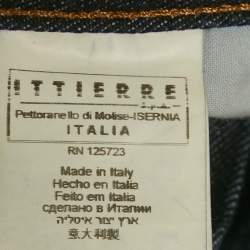 ITTIERRE
Pettoranello di Molise-ISERNIA
ITALIA
RN 125723
Made in Italy
Hecho en Italia
Feito em Italia
сделано в Италии
ארץ יצור איטליה
意大利製